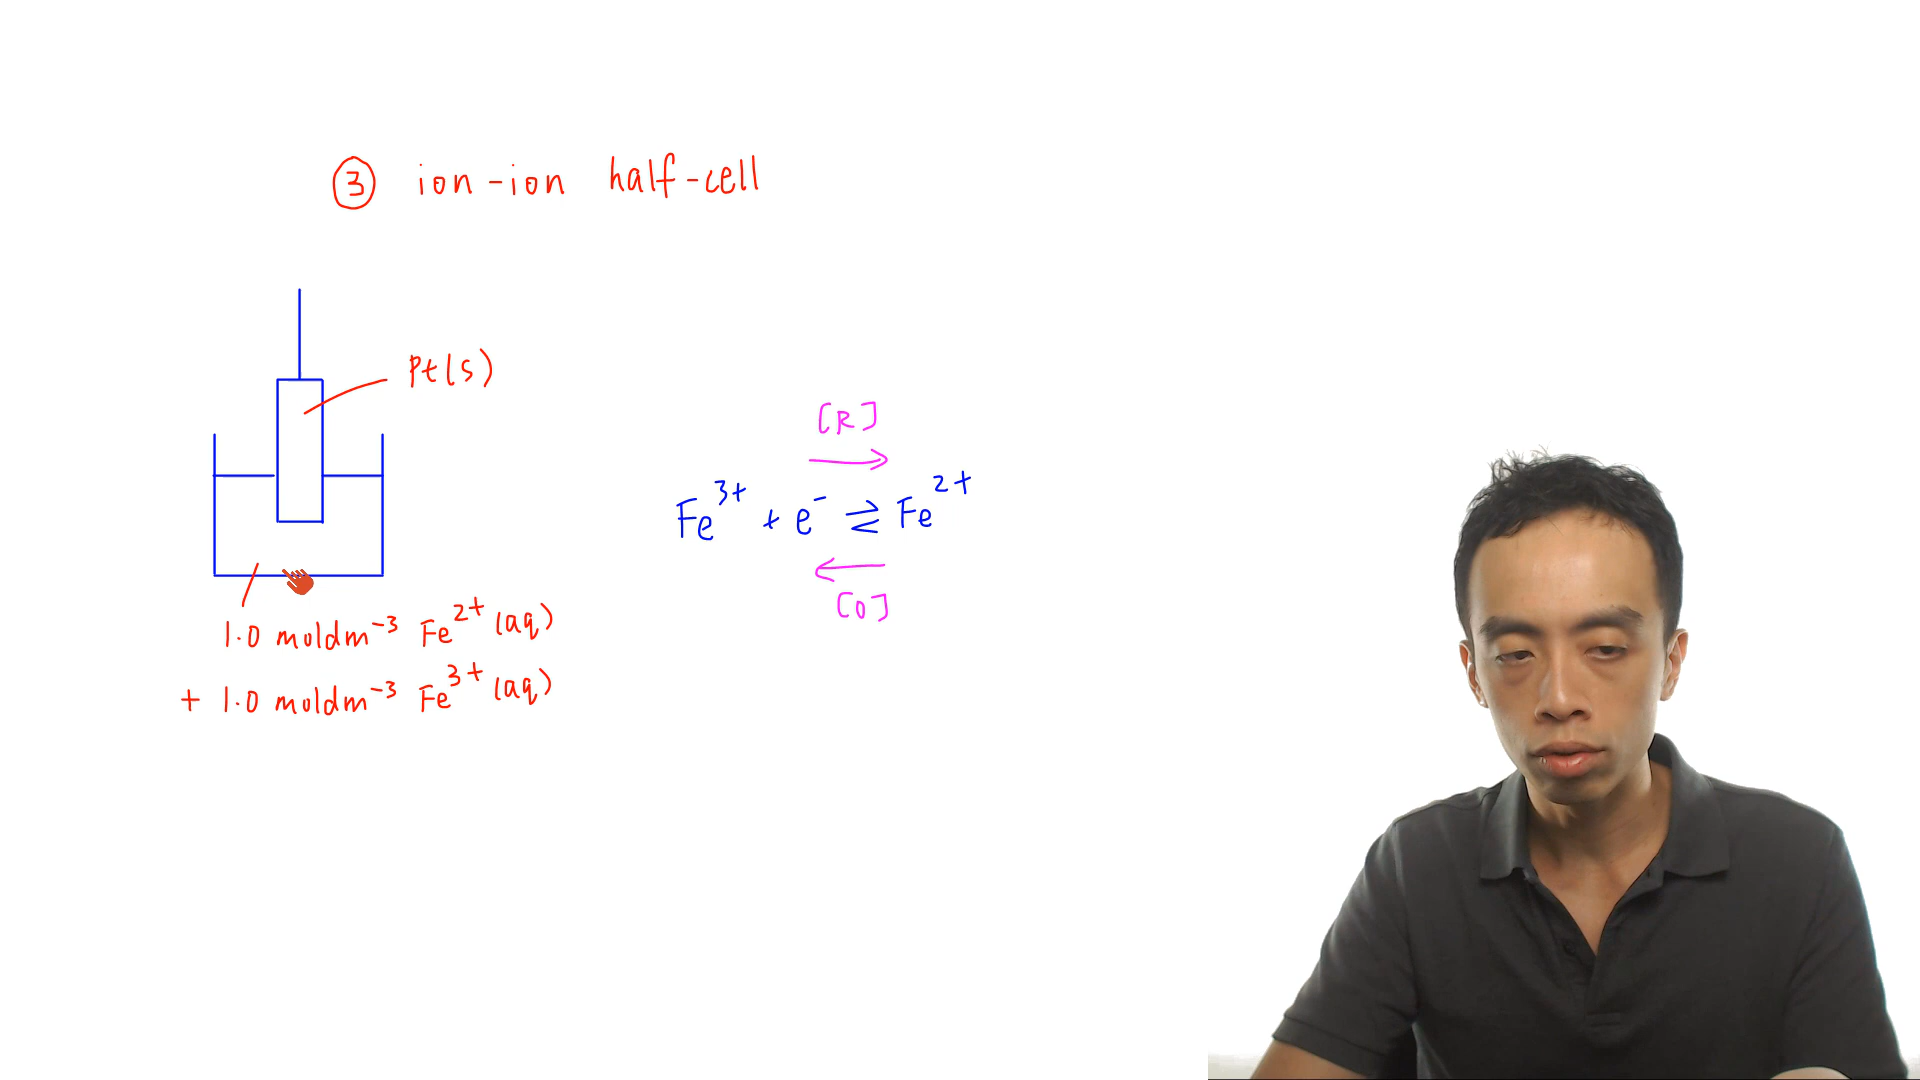 ③ ion-ion half-cell
Pt(s)
[R]
Fe³⁺ + e⁻ ⇌ Fe²⁺
[O]
1.0 moldm⁻³ Fe²⁺(aq)
+ 1.0 moldm⁻³ Fe³⁺(aq)